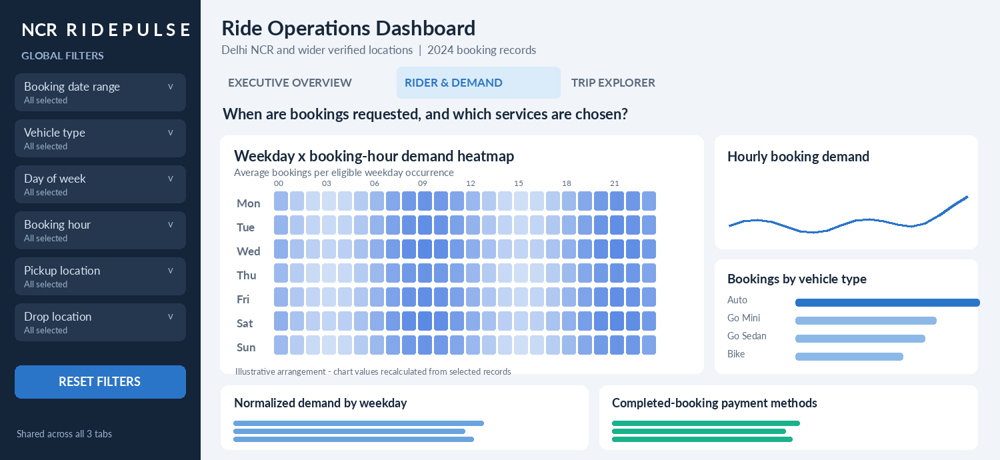 NCR RIDEPULSE
GLOBAL FILTERS
Booking date range v
All selected
Vehicle type v
All selected
Day of week v
All selected
Booking hour v
All selected
Pickup location v
All selected
Drop location v
All selected
RESET FILTERS
Shared across all 3 tabs
Ride Operations Dashboard
Delhi NCR and wider verified locations | 2024 booking records
EXECUTIVE OVERVIEW RIDER & DEMAND TRIP EXPLORER
When are bookings requested, and which services are chosen?
Weekday x booking-hour demand heatmap
Average bookings per eligible weekday occurrence
00 03 06 09 12 15 18 21
Mon
Tue
Wed
Thu
Fri
Sat
Sun
Illustrative arrangement - chart values recalculated from selected records
Hourly booking demand
Bookings by vehicle type
Auto
Go Mini
Go Sedan
Bike
Normalized demand by weekday
Completed-booking payment methods